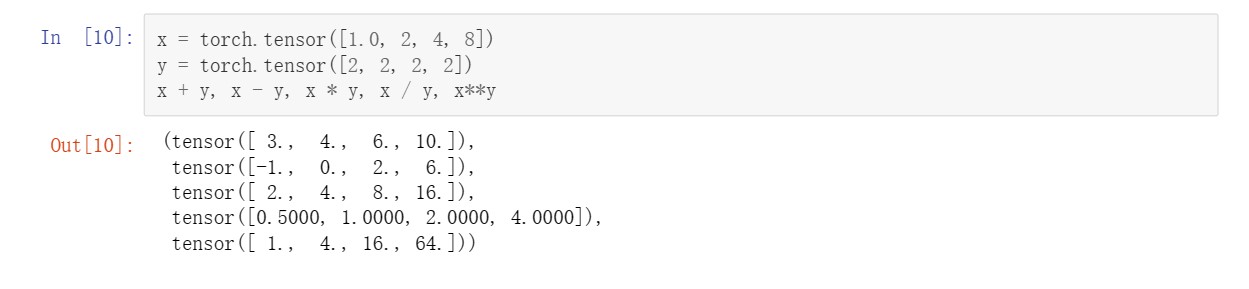 In [10]: x = torch.tensor([1.0, 2, 4, 8])
y = torch.tensor([2, 2, 2, 2])
x + y, x - y, x * y, x / y, x**y
Out[10]: (tensor([ 3.,  4.,  6., 10.]),
tensor([-1.,  0.,  2.,  6.]),
tensor([ 2.,  4.,  8., 16.]),
tensor([0.5000, 1.0000, 2.0000, 4.0000]),
tensor([ 1.,  4., 16., 64.]))